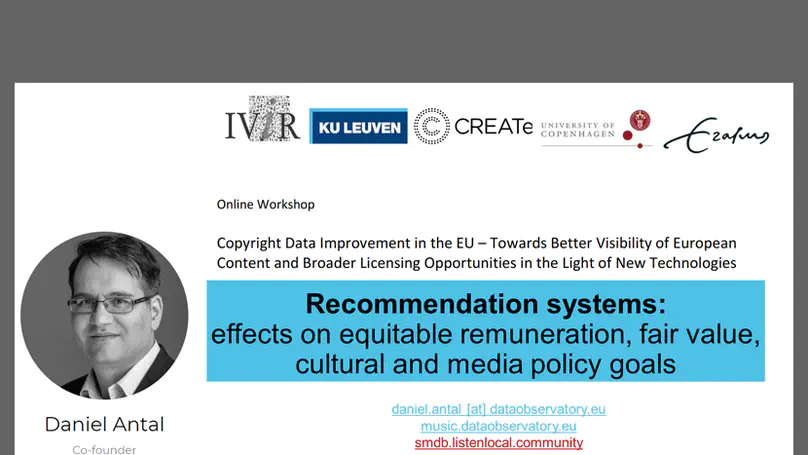 IViR
KU LEUVEN
CREATe
UNIVERSITY OF
COPENHAGEN
Erasmus
Online Workshop
Copyright Data Improvement in the EU – Towards Better Visibility of European
Content and Broader Licensing Opportunities in the Light of New Technologies
Recommendation systems:
effects on equitable remuneration, fair value,
cultural and media policy goals
daniel.antal [at] dataobservatory.eu
music.dataobservatory.eu
smdb.listenlocal.community
Daniel Antal
Co-founder